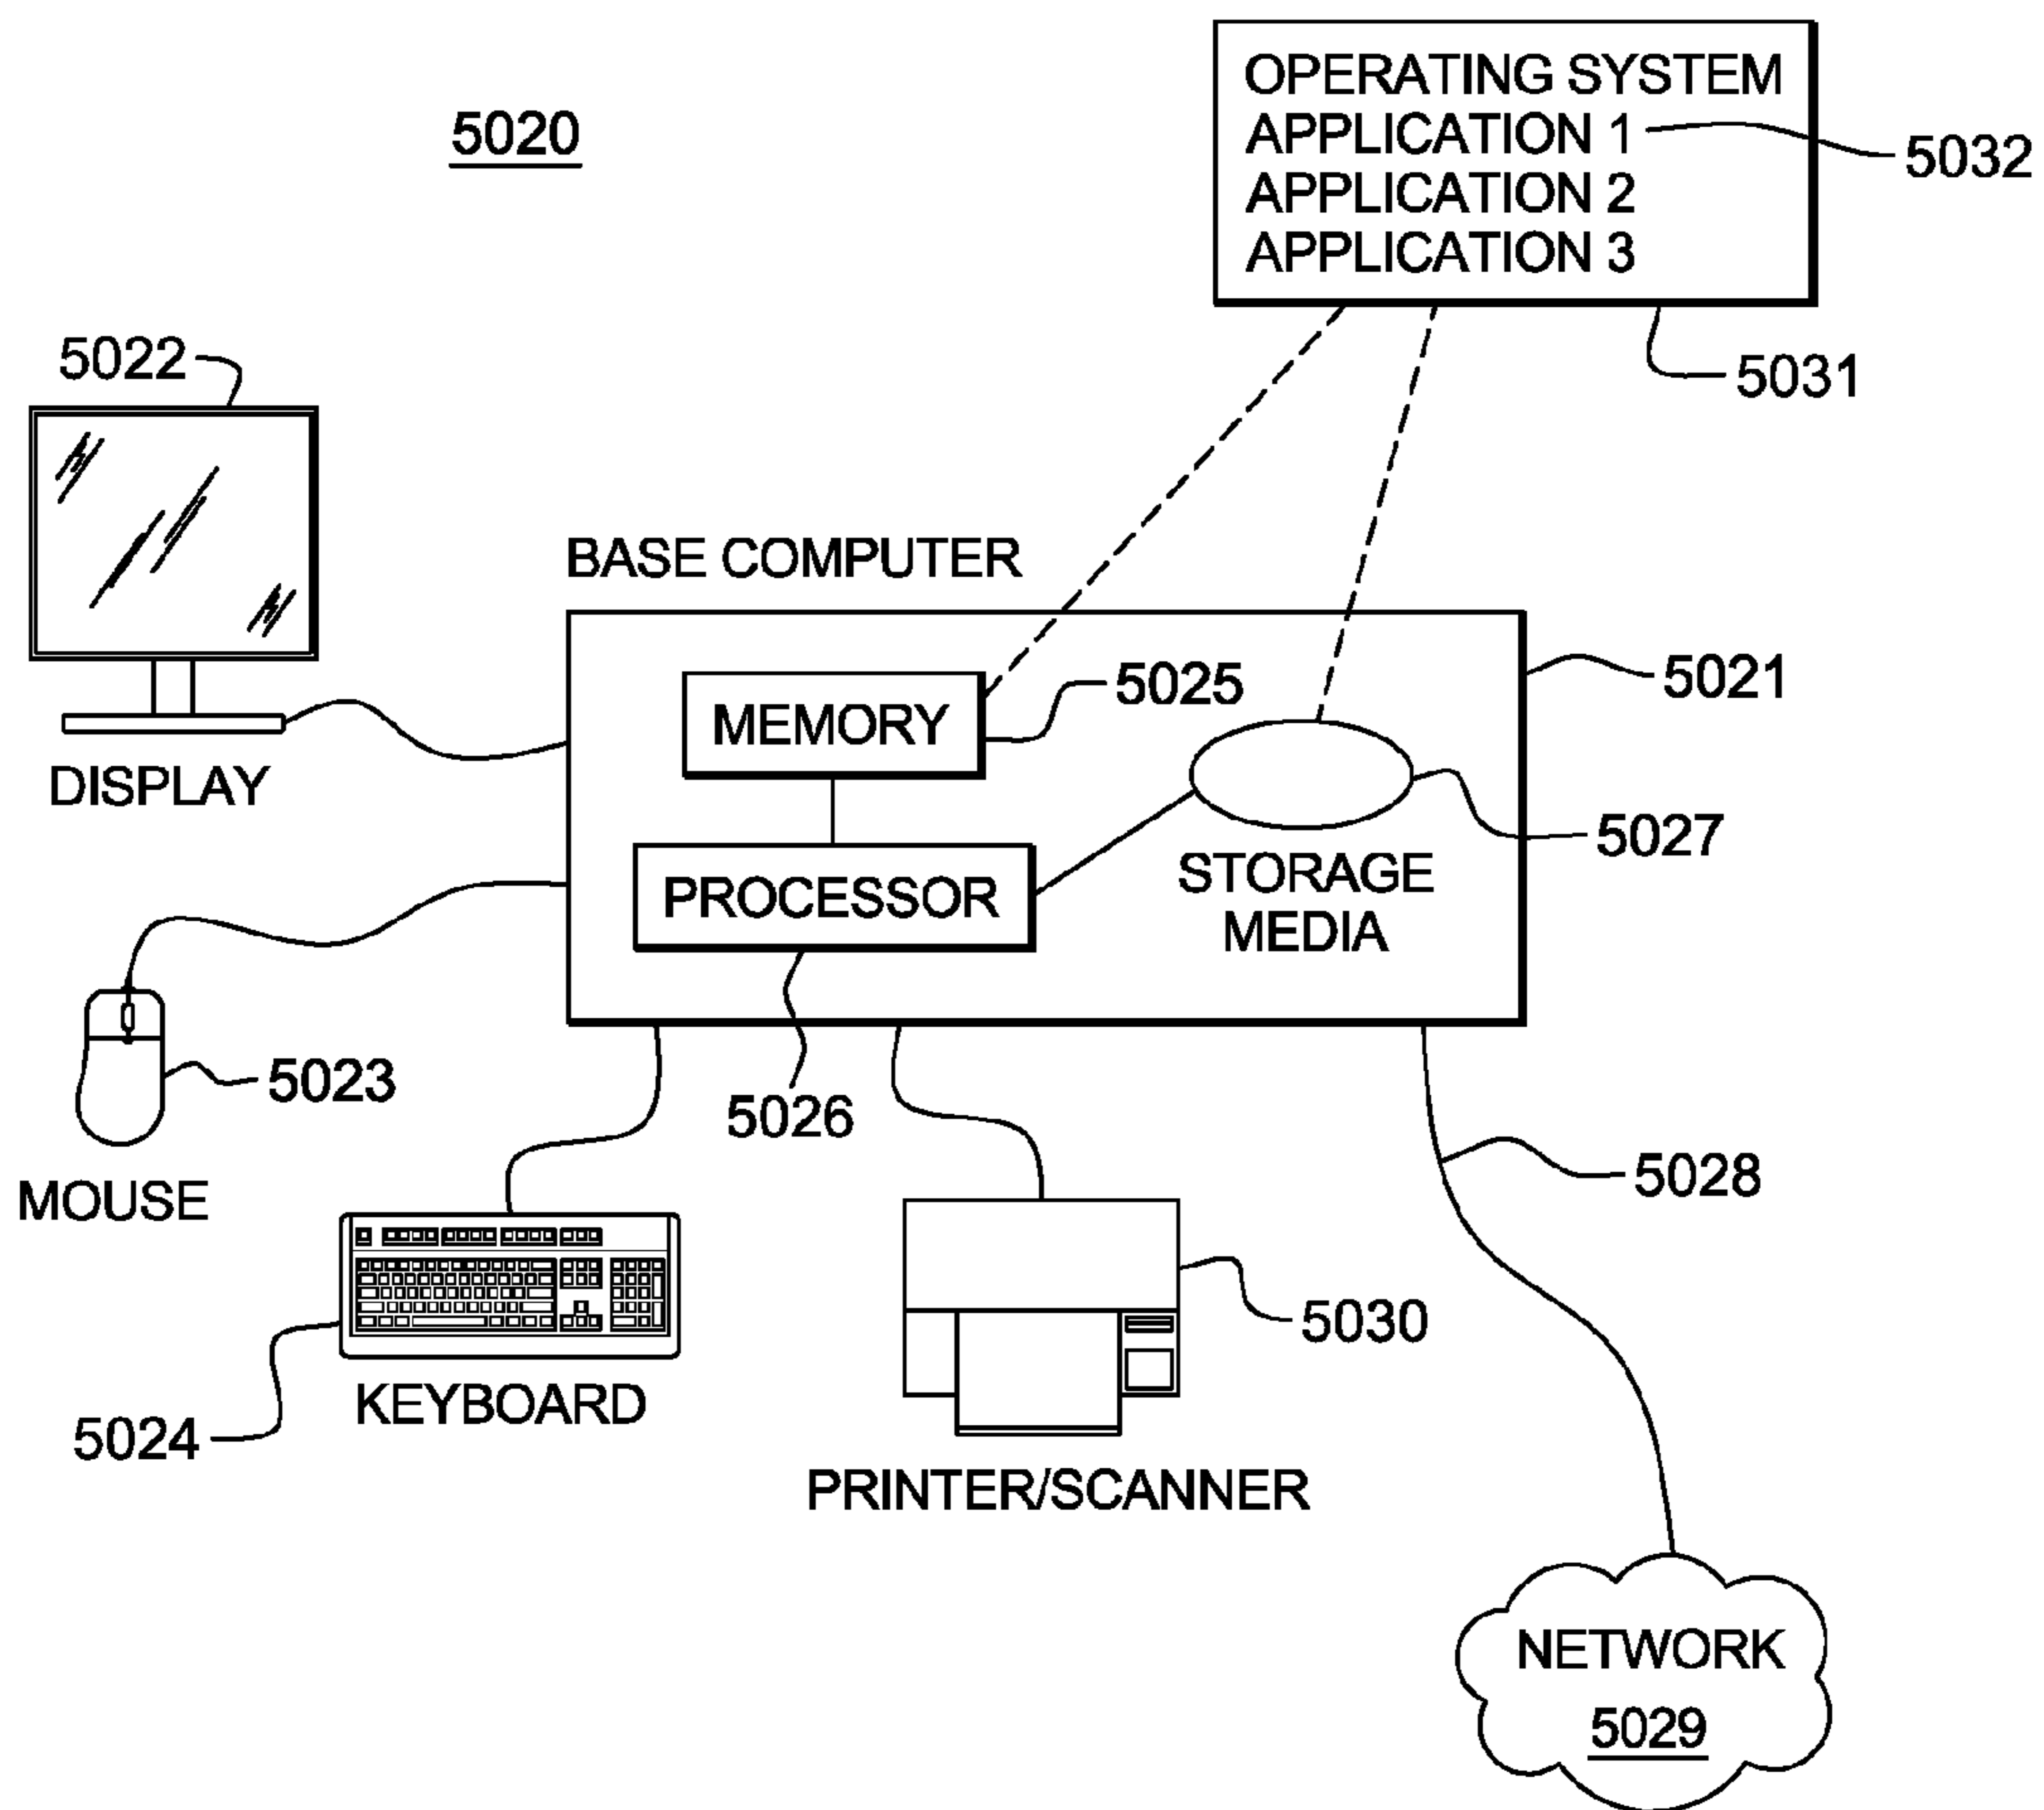 5020
OPERATING SYSTEM
APPLICATION 1
APPLICATION 2
APPLICATION 3
5032
5031
5022
DISPLAY
BASE COMPUTER
MEMORY
5025
5021
PROCESSOR
STORAGE
MEDIA
5027
5023
MOUSE
5026
5028
5024
KEYBOARD
5030
PRINTER/SCANNER
NETWORK
5029